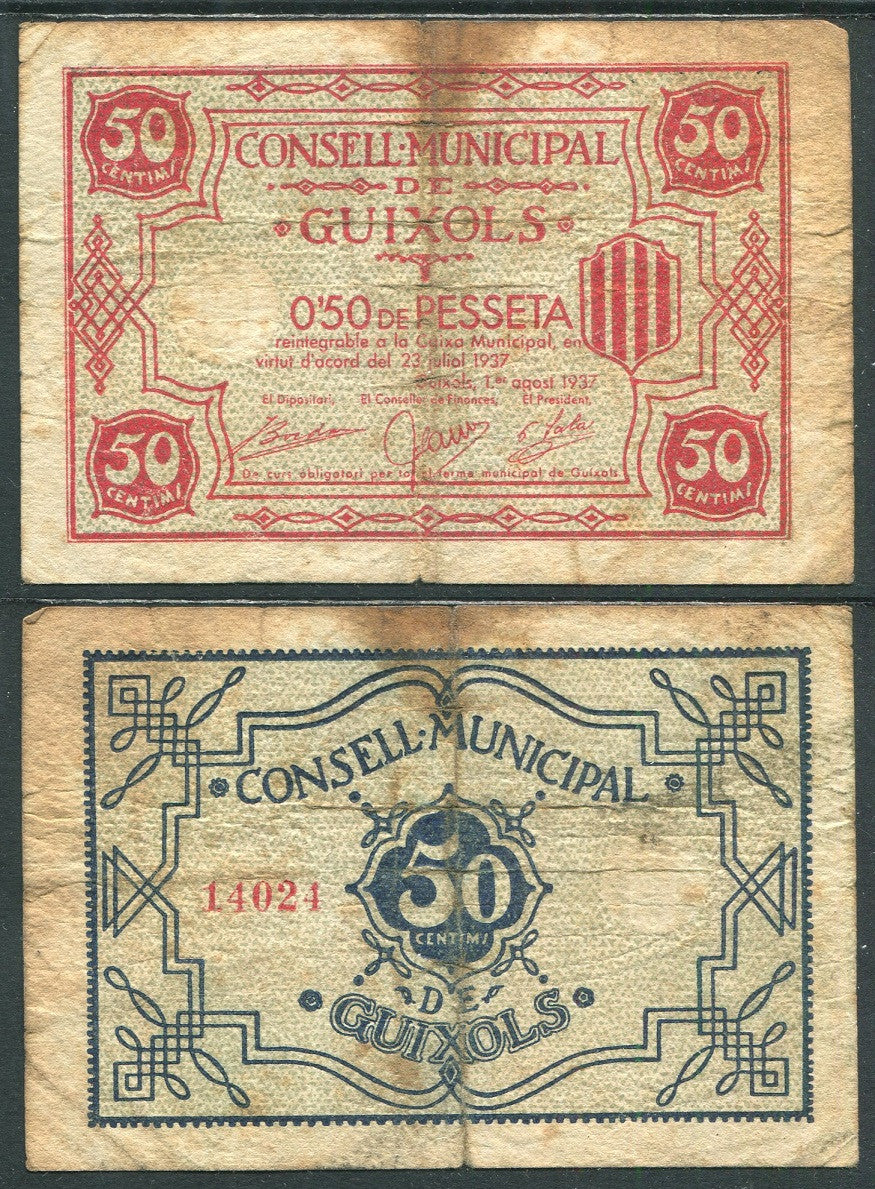 50
CENTIMS
50
CENTIMS
CONSELL·MUNICIPAL
DE
GUIXOLS
0'50 DE PESSETA
reintegrable a la Caixa Municipal, en
virtut d'acord del 23 juliol 1937
Guixols, 1.er agost 1937
El Dipositari, El Conseller de Finances, El President,
De curs obligatori per tot el terme municipal de Guixols
50
CENTIMS
50
CENTIMS
CONSELL·MUNICIPAL
50
CENTIMS
14024
DE
GUIXOLS